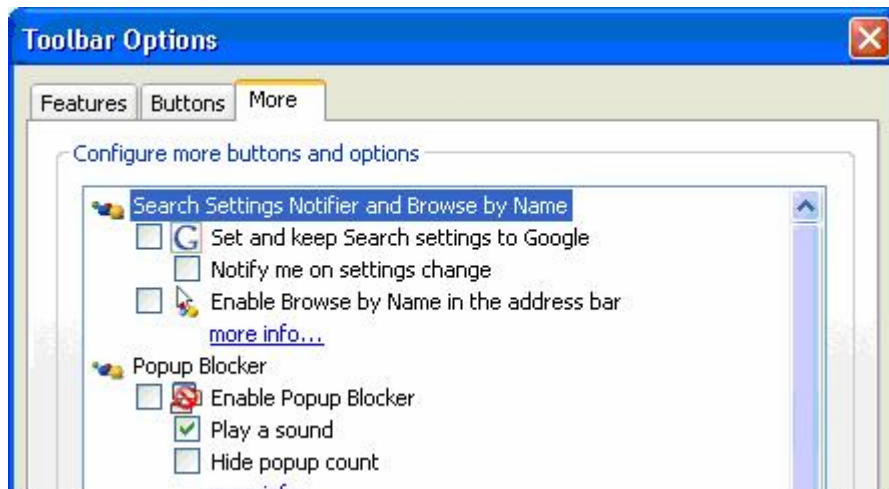 Toolbar Options
Features Buttons More
Configure more buttons and options
Search Settings Notifier and Browse by Name
G Set and keep Search settings to Google
Notify me on settings change
Enable Browse by Name in the address bar
more info...
Popup Blocker
Enable Popup Blocker
Play a sound
Hide popup count